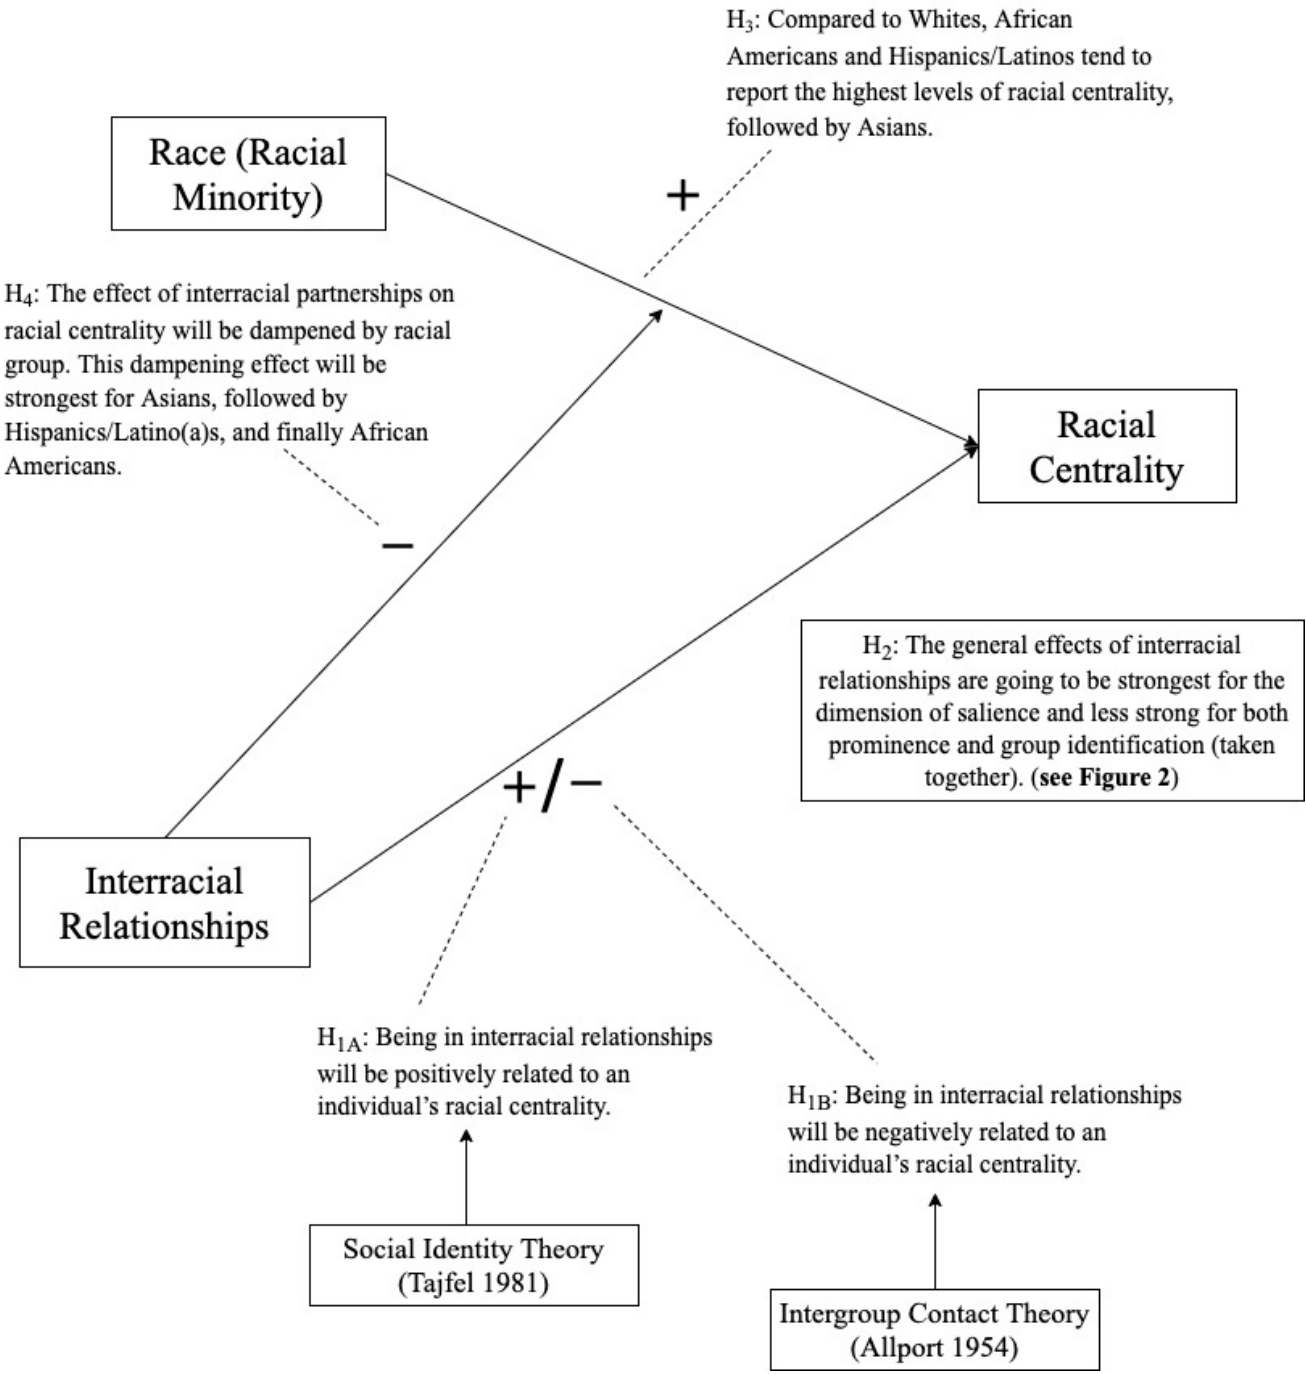 H3: Compared to Whites, African
Americans and Hispanics/Latinos tend to
report the highest levels of racial centrality,
followed by Asians.
Race (Racial
Minority)
+
H4: The effect of interracial partnerships on
racial centrality will be dampened by racial
group. This dampening effect will be
strongest for Asians, followed by
Hispanics/Latino(a)s, and finally African
Americans.
−
Racial
Centrality
H2: The general effects of interracial
relationships are going to be strongest for the
dimension of salience and less strong for both
prominence and group identification (taken
together). (see Figure 2)
+/−
Interracial
Relationships
H1A: Being in interracial relationships
will be positively related to an
individual’s racial centrality.
H1B: Being in interracial relationships
will be negatively related to an
individual’s racial centrality.
Social Identity Theory
(Tajfel 1981)
Intergroup Contact Theory
(Allport 1954)